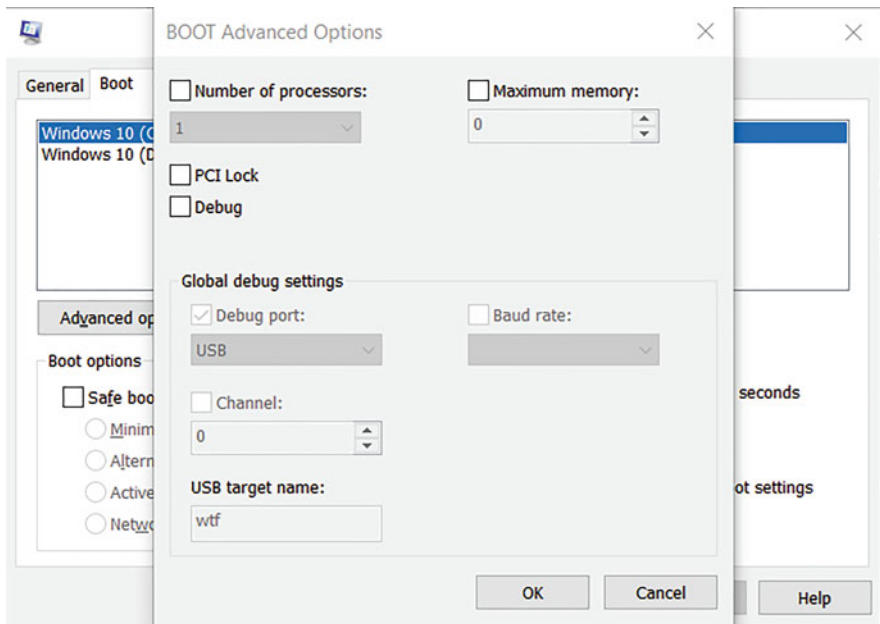 BOOT Advanced Options
General
Boot
Number of processors:
Maximum memory:
1
0
Windows 10 (C
Windows 10 (D
PCI Lock
Debug
Global debug settings
Debug port:
Baud rate:
USB
Channel:
0
USB target name:
wtf
Advanced op
Boot options
Safe boo
Minim
Altern
Active
Netwo
seconds
ot settings
OK
Cancel
Help